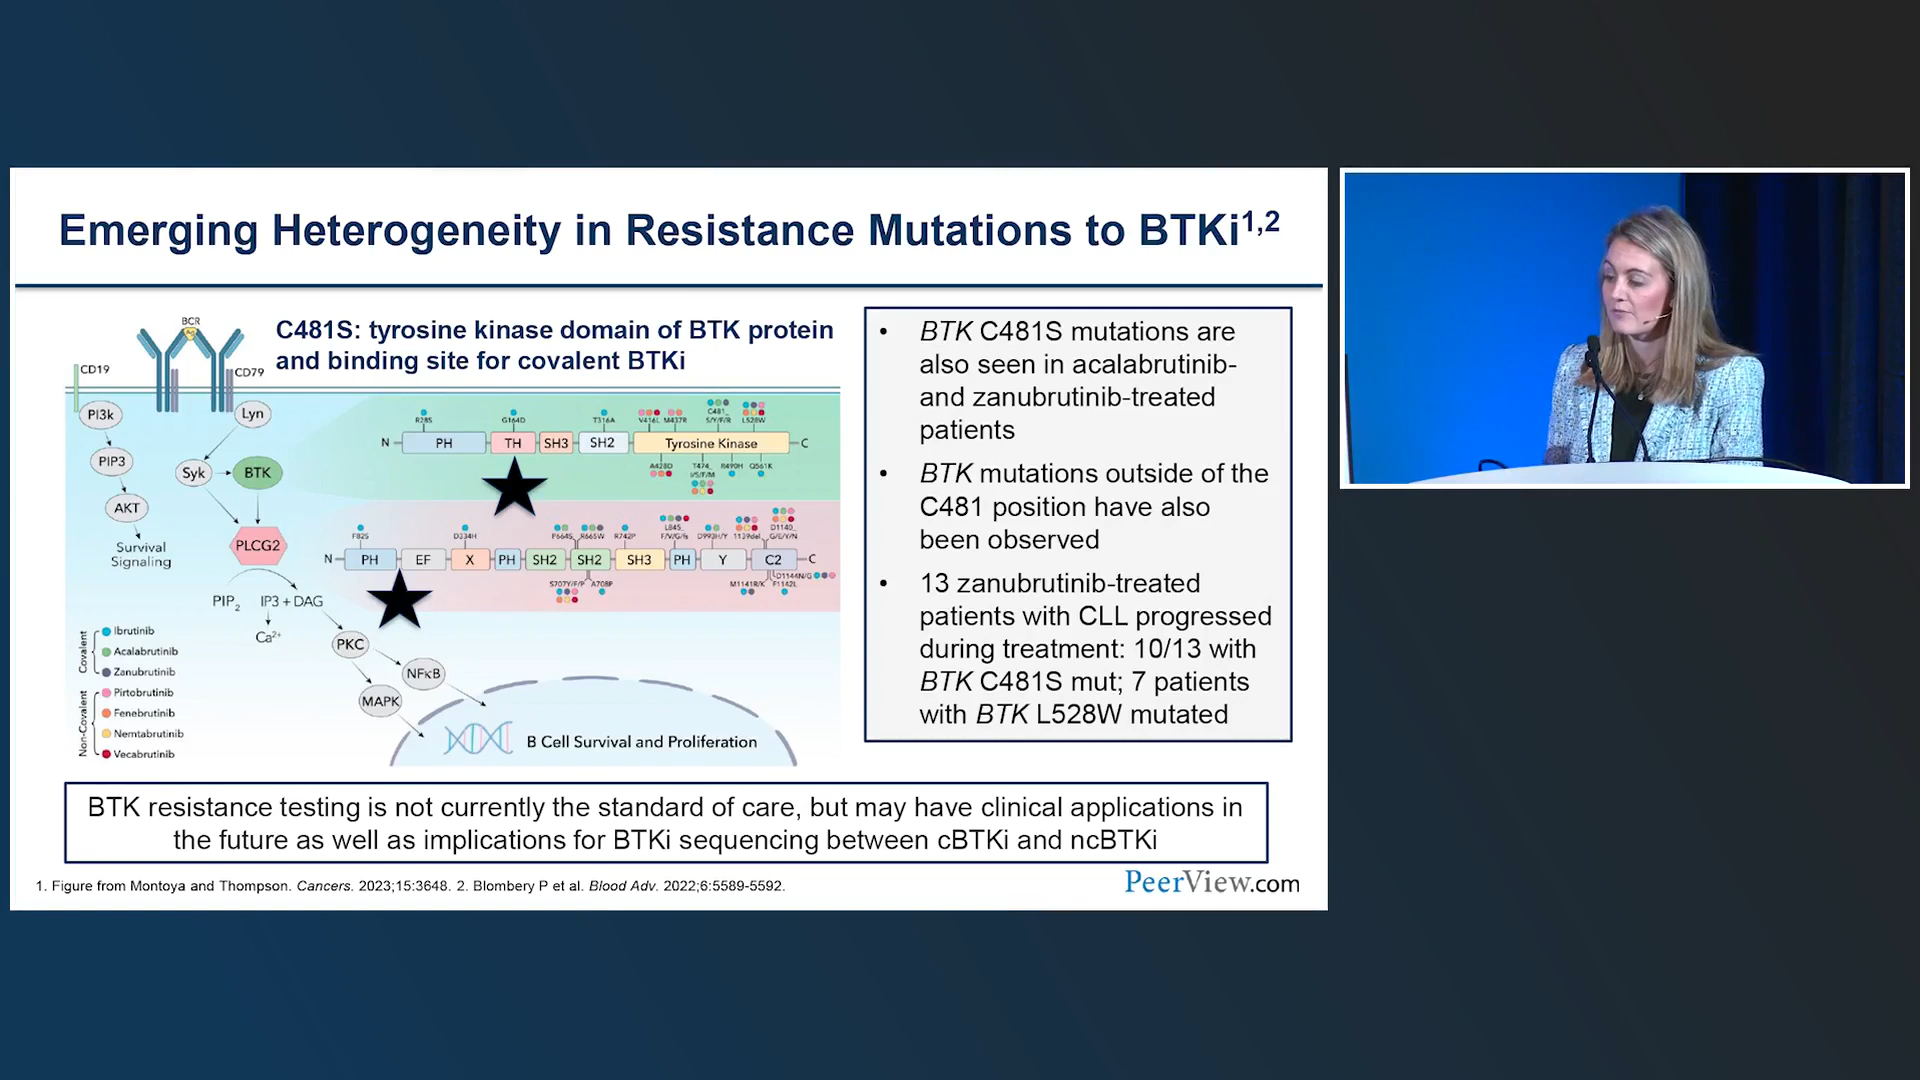 Emerging Heterogeneity in Resistance Mutations to BTKi1,2
C481S: tyrosine kinase domain of BTK protein
and binding site for covalent BTKi
BCR
CD19
CD79
PI3k
Lyn
PIP3
Syk
BTK
AKT
Survival
Signaling
PLCG2
PIP2
IP3 + DAG
Ca2+
PKC
NFκB
MAPK
B Cell Survival and Proliferation
R28S
G164D
T316A
V416L
M437R
C481_
S/Y/F/R
L528W
N
PH
TH
SH3
SH2
Tyrosine Kinase
C
A428D
T474_
I/S/F/M
R490H
Q561K
F82S
D334H
P664S
R665W
R742P
L845_
F/V/G/fs
D993H/Y
1139del
D1140_
G/E/Y/N
N
PH
EF
X
PH
SH2
SH2
SH3
PH
Y
C2
C
S707Y/F/P
A708P
M1141R/K
F1142L
D1144N/G
Covalent
Ibrutinib
Acalabrutinib
Zanubrutinib
Non-Covalent
Pirtobrutinib
Fenebrutinib
Nemtabrutinib
Vecabrutinib
• BTK C481S mutations are
also seen in acalabrutinib-
and zanubrutinib-treated
patients
• BTK mutations outside of the
C481 position have also
been observed
• 13 zanubrutinib-treated
patients with CLL progressed
during treatment: 10/13 with
BTK C481S mut; 7 patients
with BTK L528W mutated
BTK resistance testing is not currently the standard of care, but may have clinical applications in
the future as well as implications for BTKi sequencing between cBTKi and ncBTKi
1. Figure from Montoya and Thompson. Cancers. 2023;15:3648. 2. Blombery P et al. Blood Adv. 2022;6:5589-5592.
PeerView.com